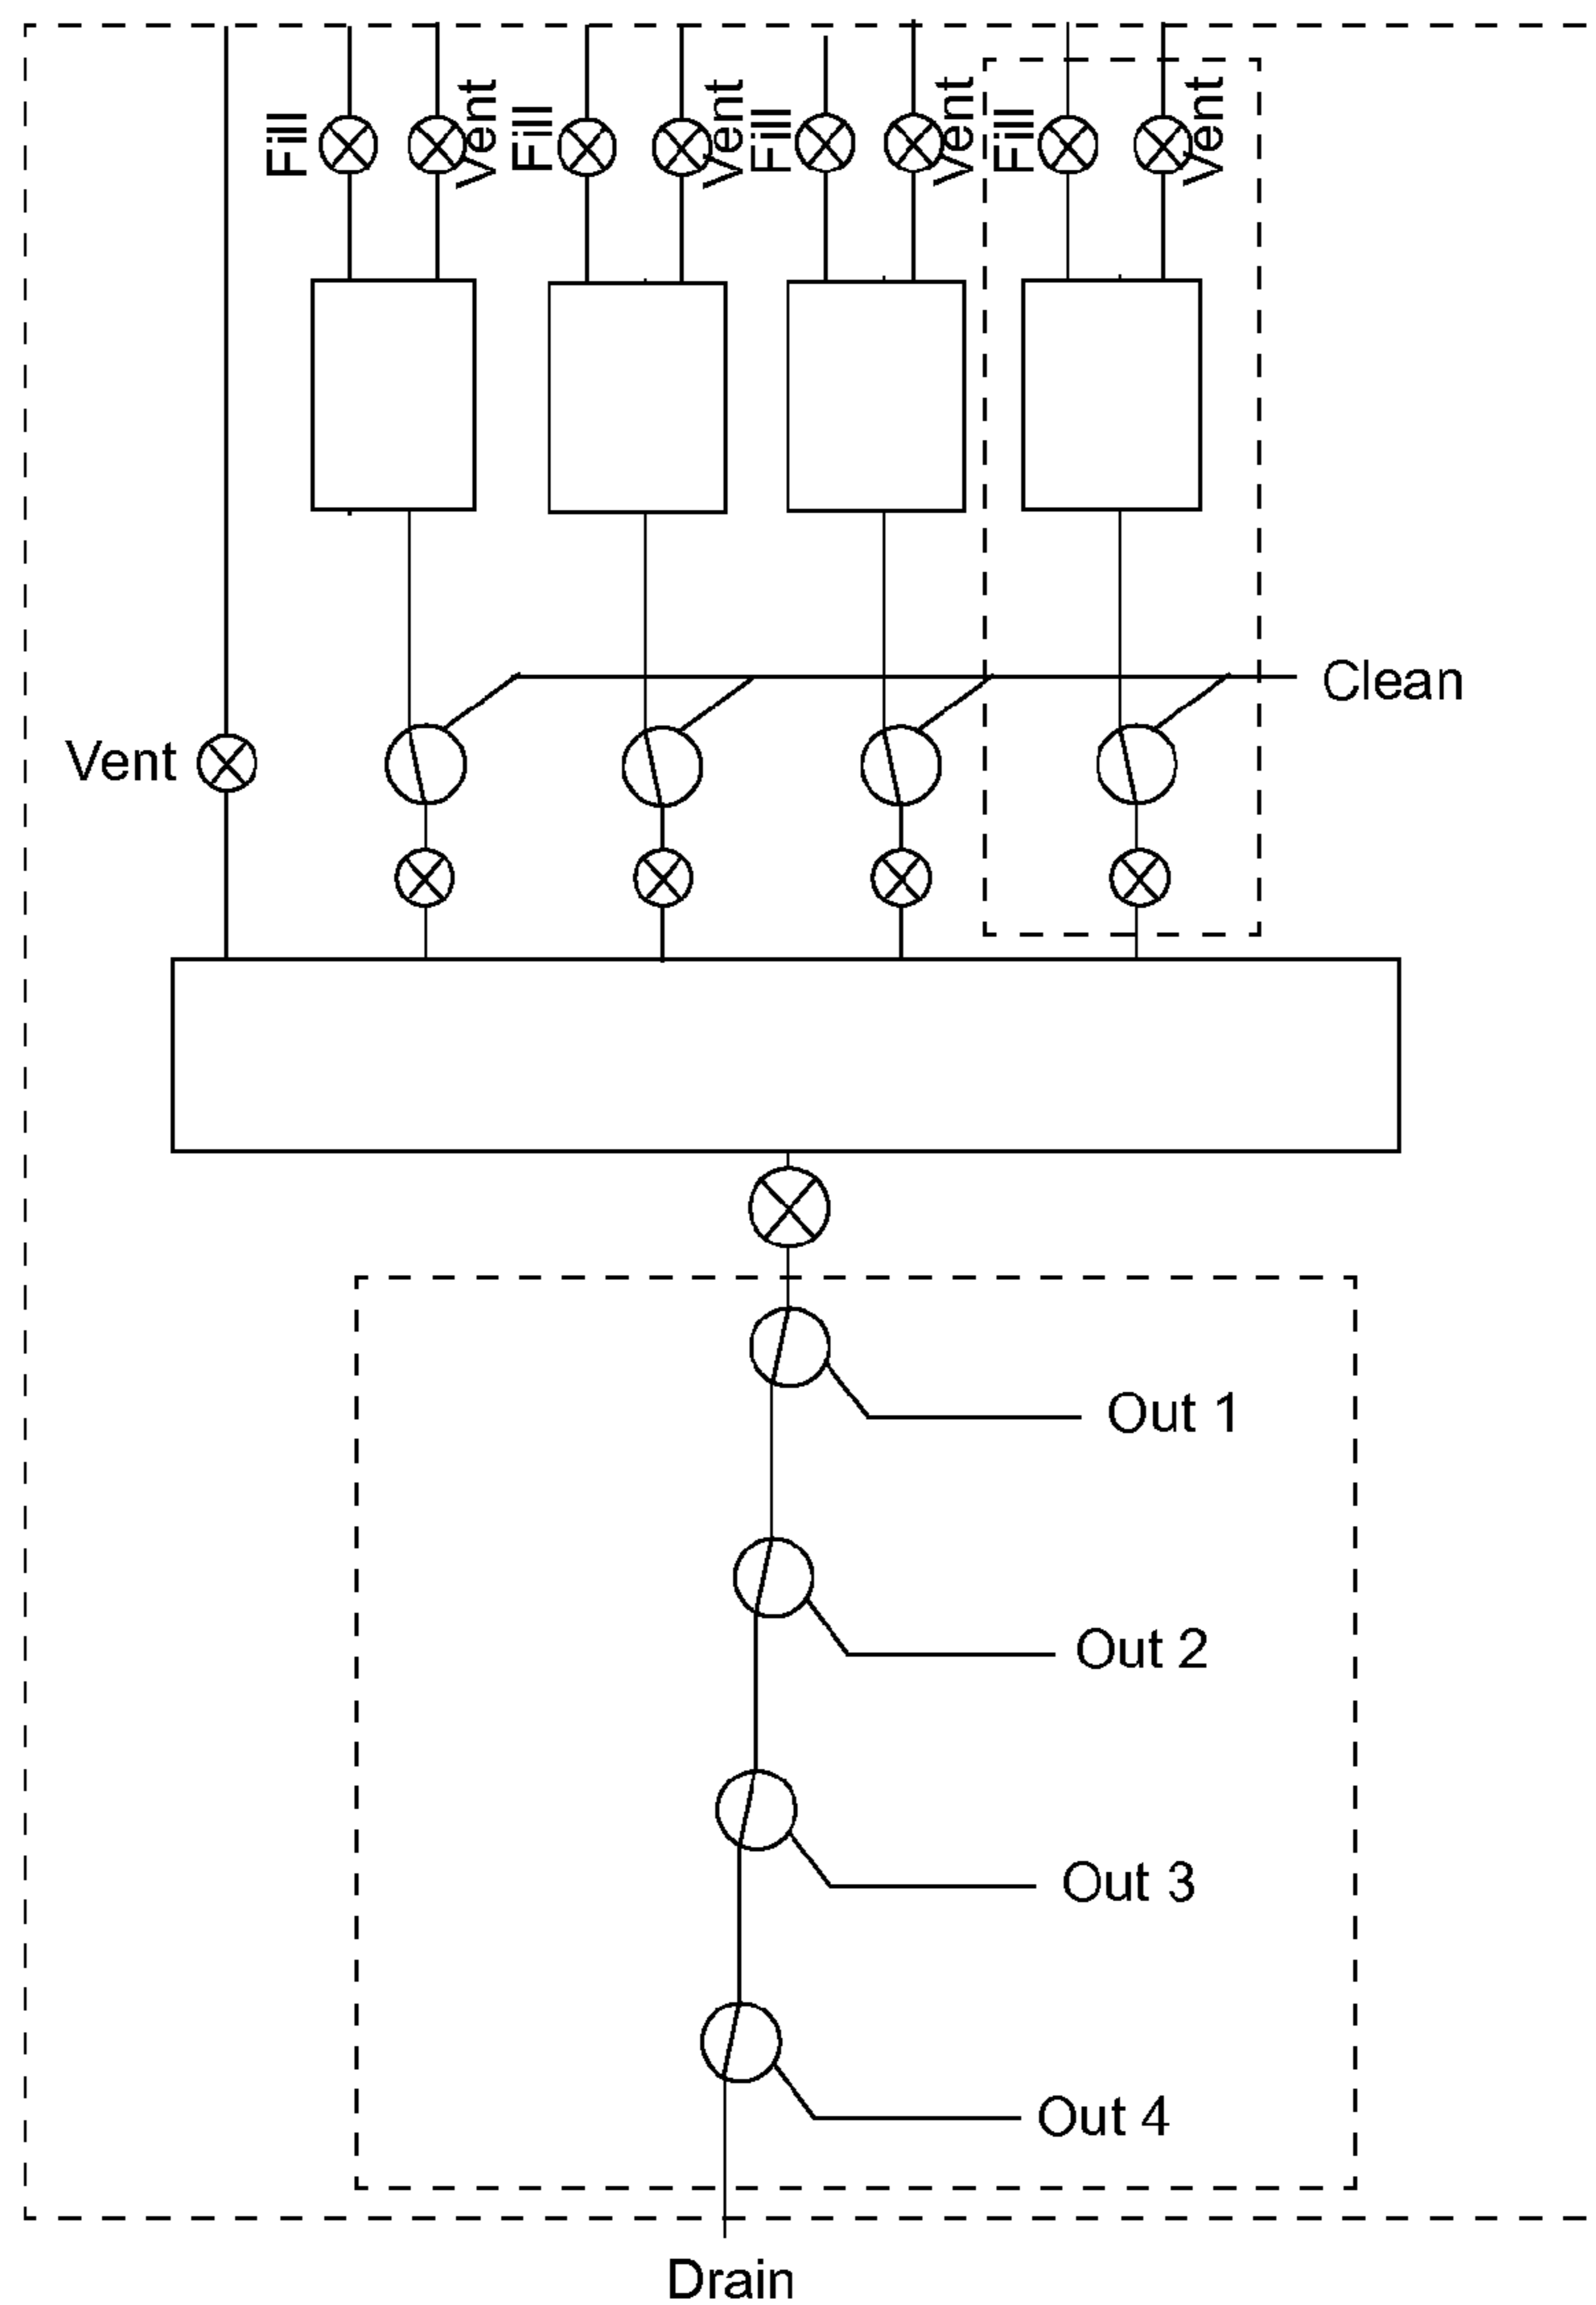 Fill
Vent
Fill
Vent
Fill
Vent
Fill
Vent
Clean
Vent
Out 1
Out 2
Out 3
Out 4
Drain